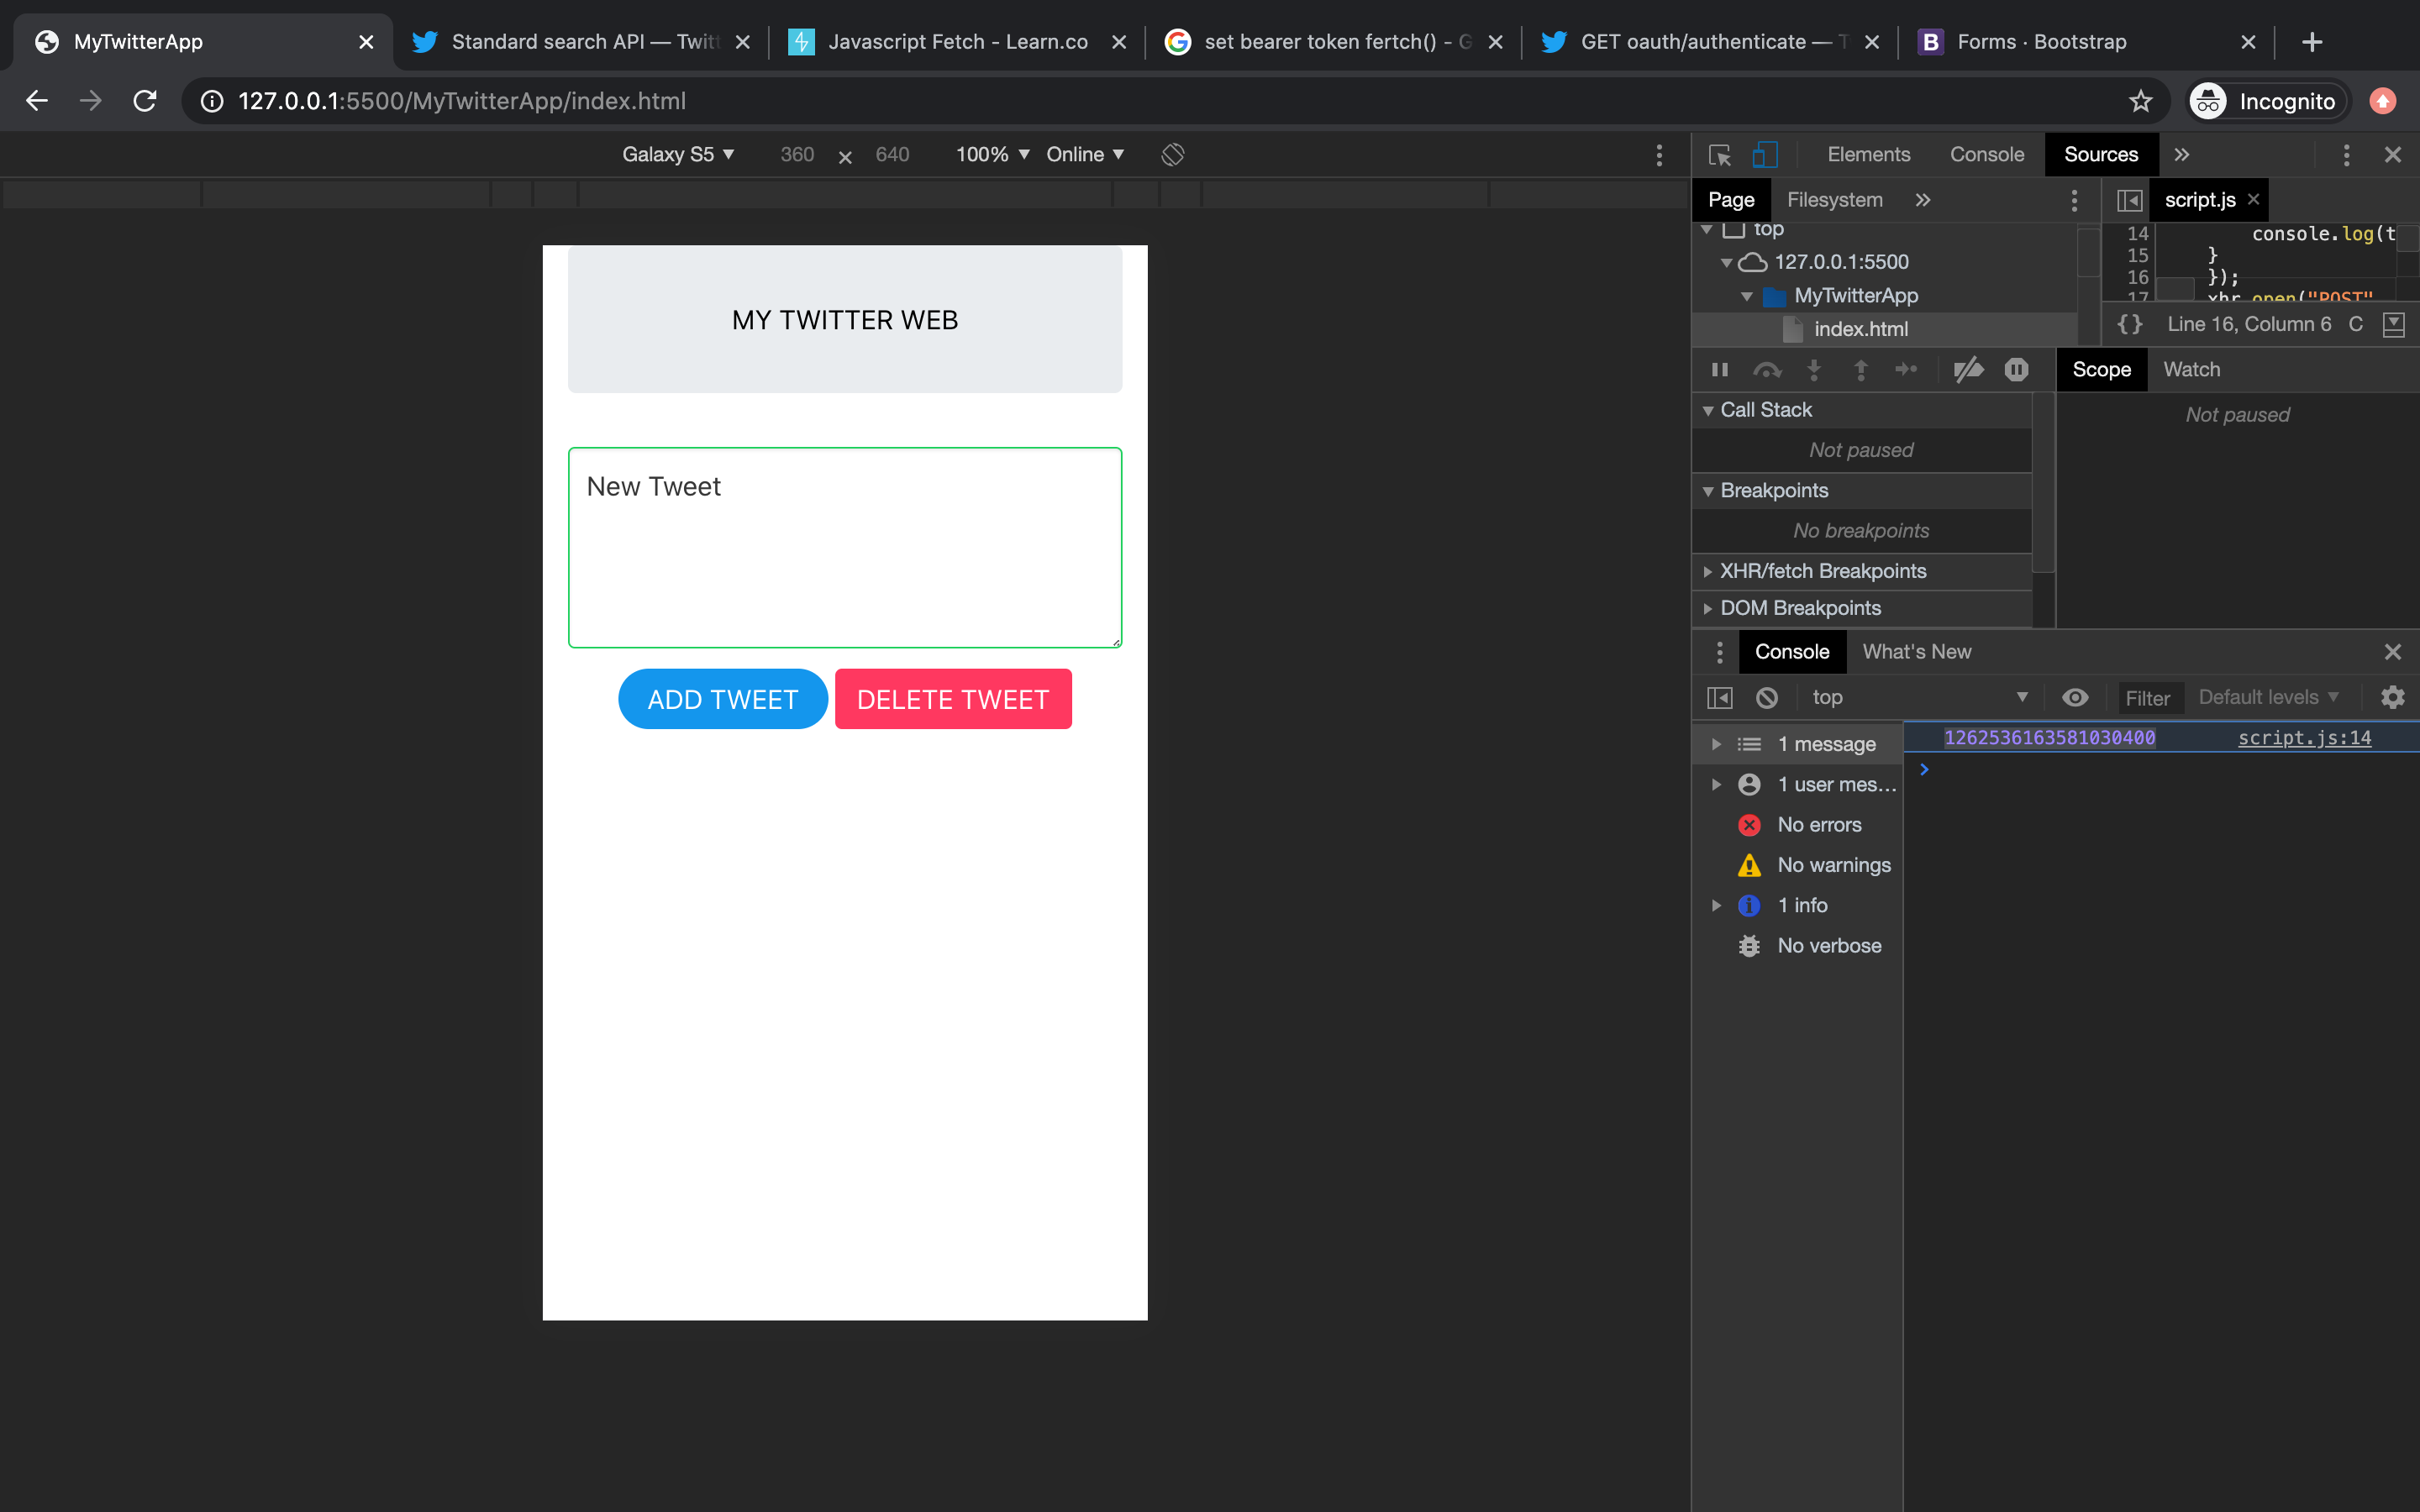 MyTwitterApp
Standard search API — Twitt
Javascript Fetch - Learn.co
set bearer token fertch() - G
GET oauth/authenticate — T
B Forms · Bootstrap
127.0.0.1:5500/MyTwitterApp/index.html
Incognito
Galaxy S5 ▼ 360 × 640 100% ▼ Online ▼
Elements Console Sources »
Page Filesystem »
script.js
top
127.0.0.1:5500
MyTwitterApp
index.html
14 console.log(t
15 }
16 });
17 xhr.open("POST"
{} Line 16, Column 6 C
Scope Watch
Not paused
Call Stack
Not paused
Breakpoints
No breakpoints
XHR/fetch Breakpoints
DOM Breakpoints
Console What's New
top
Filter
Default levels ▼
1 message
1 user mes...
No errors
No warnings
1 info
No verbose
1262536163581030400 script.js:14
MY TWITTER WEB
New Tweet
ADD TWEET
DELETE TWEET